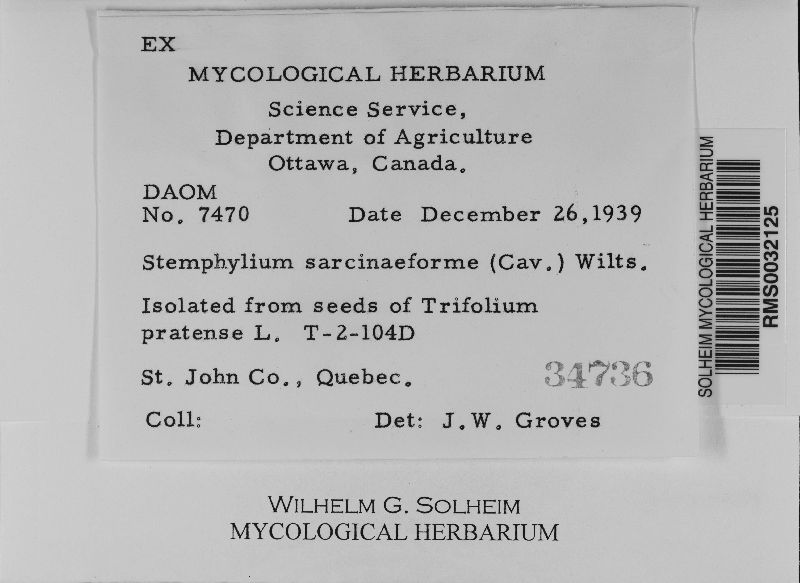 EX
MYCOLOGICAL HERBARIUM
Science Service,
Department of Agriculture
Ottawa, Canada.
DAOM
No. 7470 Date December 26, 1939
Stemphylium sarcinaeforme (Cav.) Wilts.
Isolated from seeds of Trifolium
pratense L. T-2-104D
St. John Co., Quebec.
34736
Coll: Det: J.W. Groves
WILHELM G. SOLHEIM
MYCOLOGICAL HERBARIUM
SOLHEIM MYCOLOGICAL HERBARIUM
RMS0032125